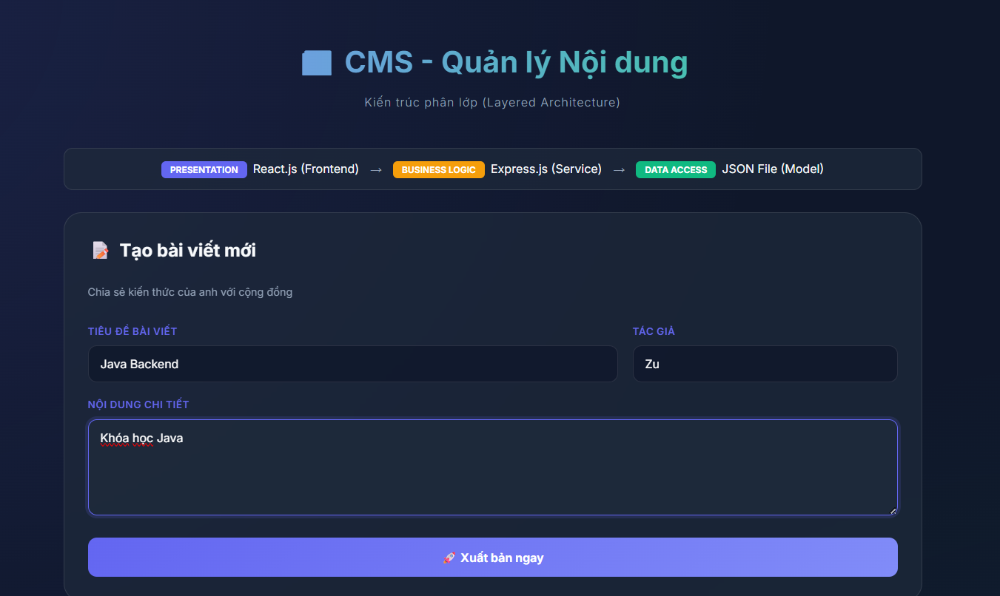 CMS - Quản lý Nội dung
Kiến trúc phân lớp (Layered Architecture)
PRESENTATION React.js (Frontend) → BUSINESS LOGIC Express.js (Service) → DATA ACCESS JSON File (Model)
Tạo bài viết mới
Chia sẻ kiến thức của anh với cộng đồng
TIÊU ĐỀ BÀI VIẾT TÁC GIẢ
Java Backend Zu
NỘI DUNG CHI TIẾT
Khóa học Java
Xuất bản ngay